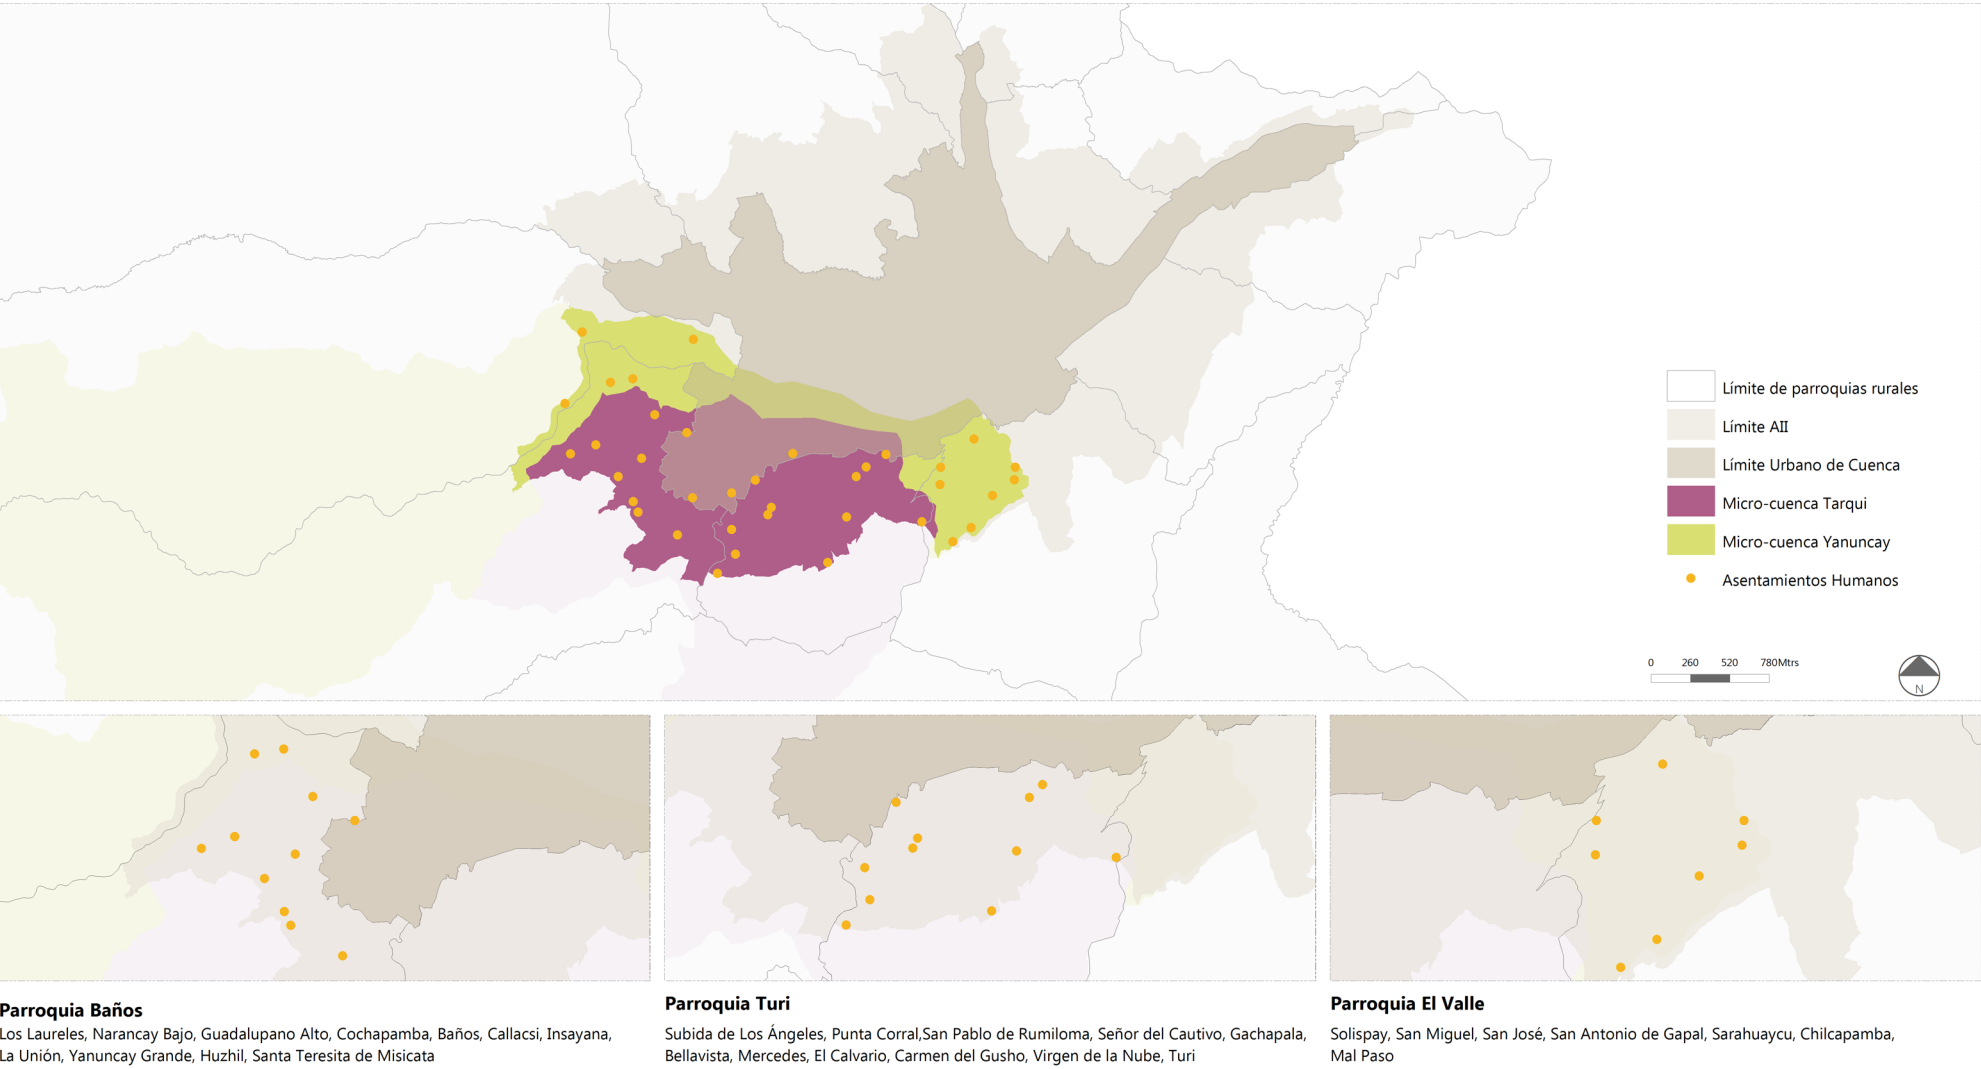 Límite de parroquias rurales
Límite AII
Límite Urbano de Cuenca
Micro-cuenca Tarqui
Micro-cuenca Yanuncay
Asentamientos Humanos
0 260 520 780Mtrs
N
Parroquia Baños
Los Laureles, Narancay Bajo, Guadalupano Alto, Cochapamba, Baños, Callacsi, Insayana,
La Unión, Yanuncay Grande, Huzhil, Santa Teresita de Misicata
Parroquia Turi
Subida de Los Ángeles, Punta Corral,San Pablo de Rumiloma, Señor del Cautivo, Gachapala,
Bellavista, Mercedes, El Calvario, Carmen del Gusho, Virgen de la Nube, Turi
Parroquia El Valle
Solispay, San Miguel, San José, San Antonio de Gapal, Sarahuaycu, Chilcapamba,
Mal Paso